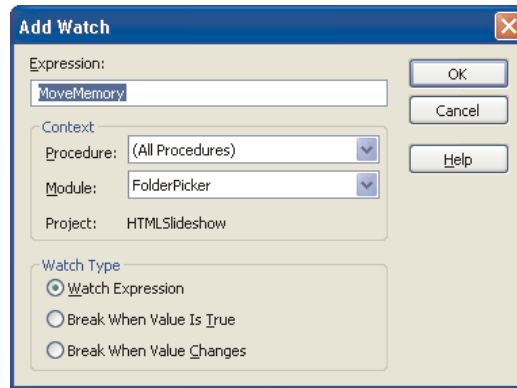 Add Watch
Expression:
MoveMemory
OK
Cancel
Help
Context
Procedure: (All Procedures)
Module: FolderPicker
Project: HTMLSlideshow
Watch Type
Watch Expression
Break When Value Is True
Break When Value Changes